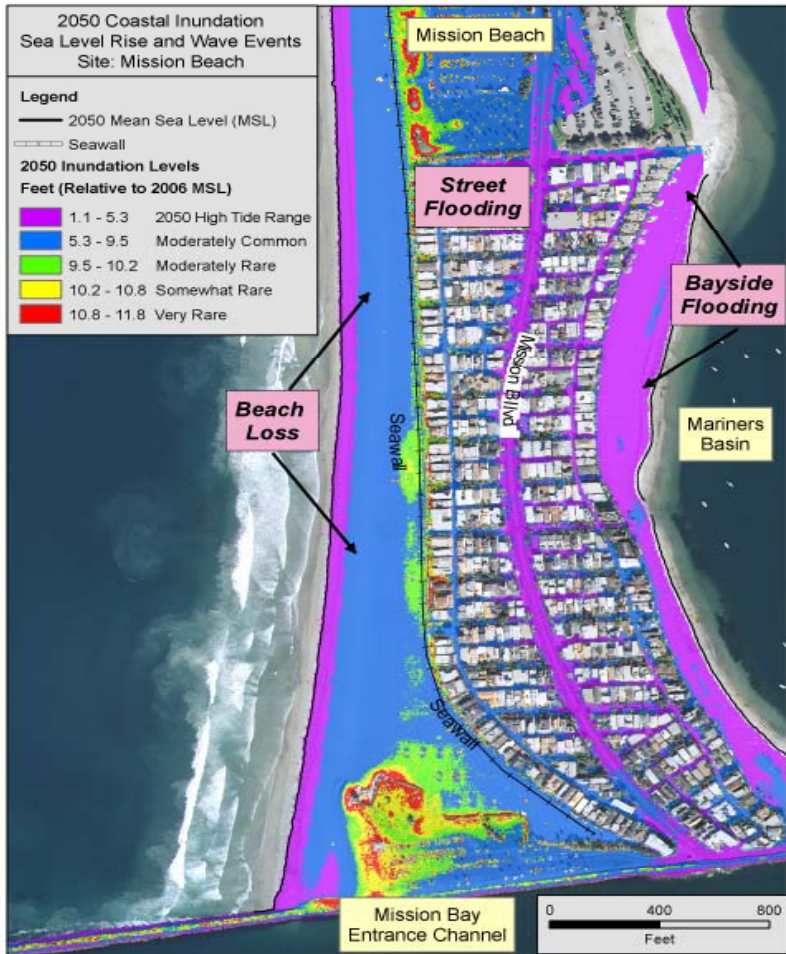 2050 Coastal Inundation
Sea Level Rise and Wave Events
Site: Mission Beach
Legend
2050 Mean Sea Level (MSL)
Seawall
2050 Inundation Levels
Feet (Relative to 2006 MSL)
1.1 - 5.3 2050 High Tide Range
5.3 - 9.5 Moderately Common
9.5 - 10.2 Moderately Rare
10.2 - 10.8 Somewhat Rare
10.8 - 11.8 Very Rare
Mission Beach
Street
Flooding
Bayside
Flooding
Mission Bllvd
Beach
Loss
Seawall
Mariners
Basin
Seawall
Mission Bay
Entrance Channel
0 400 800
Feet